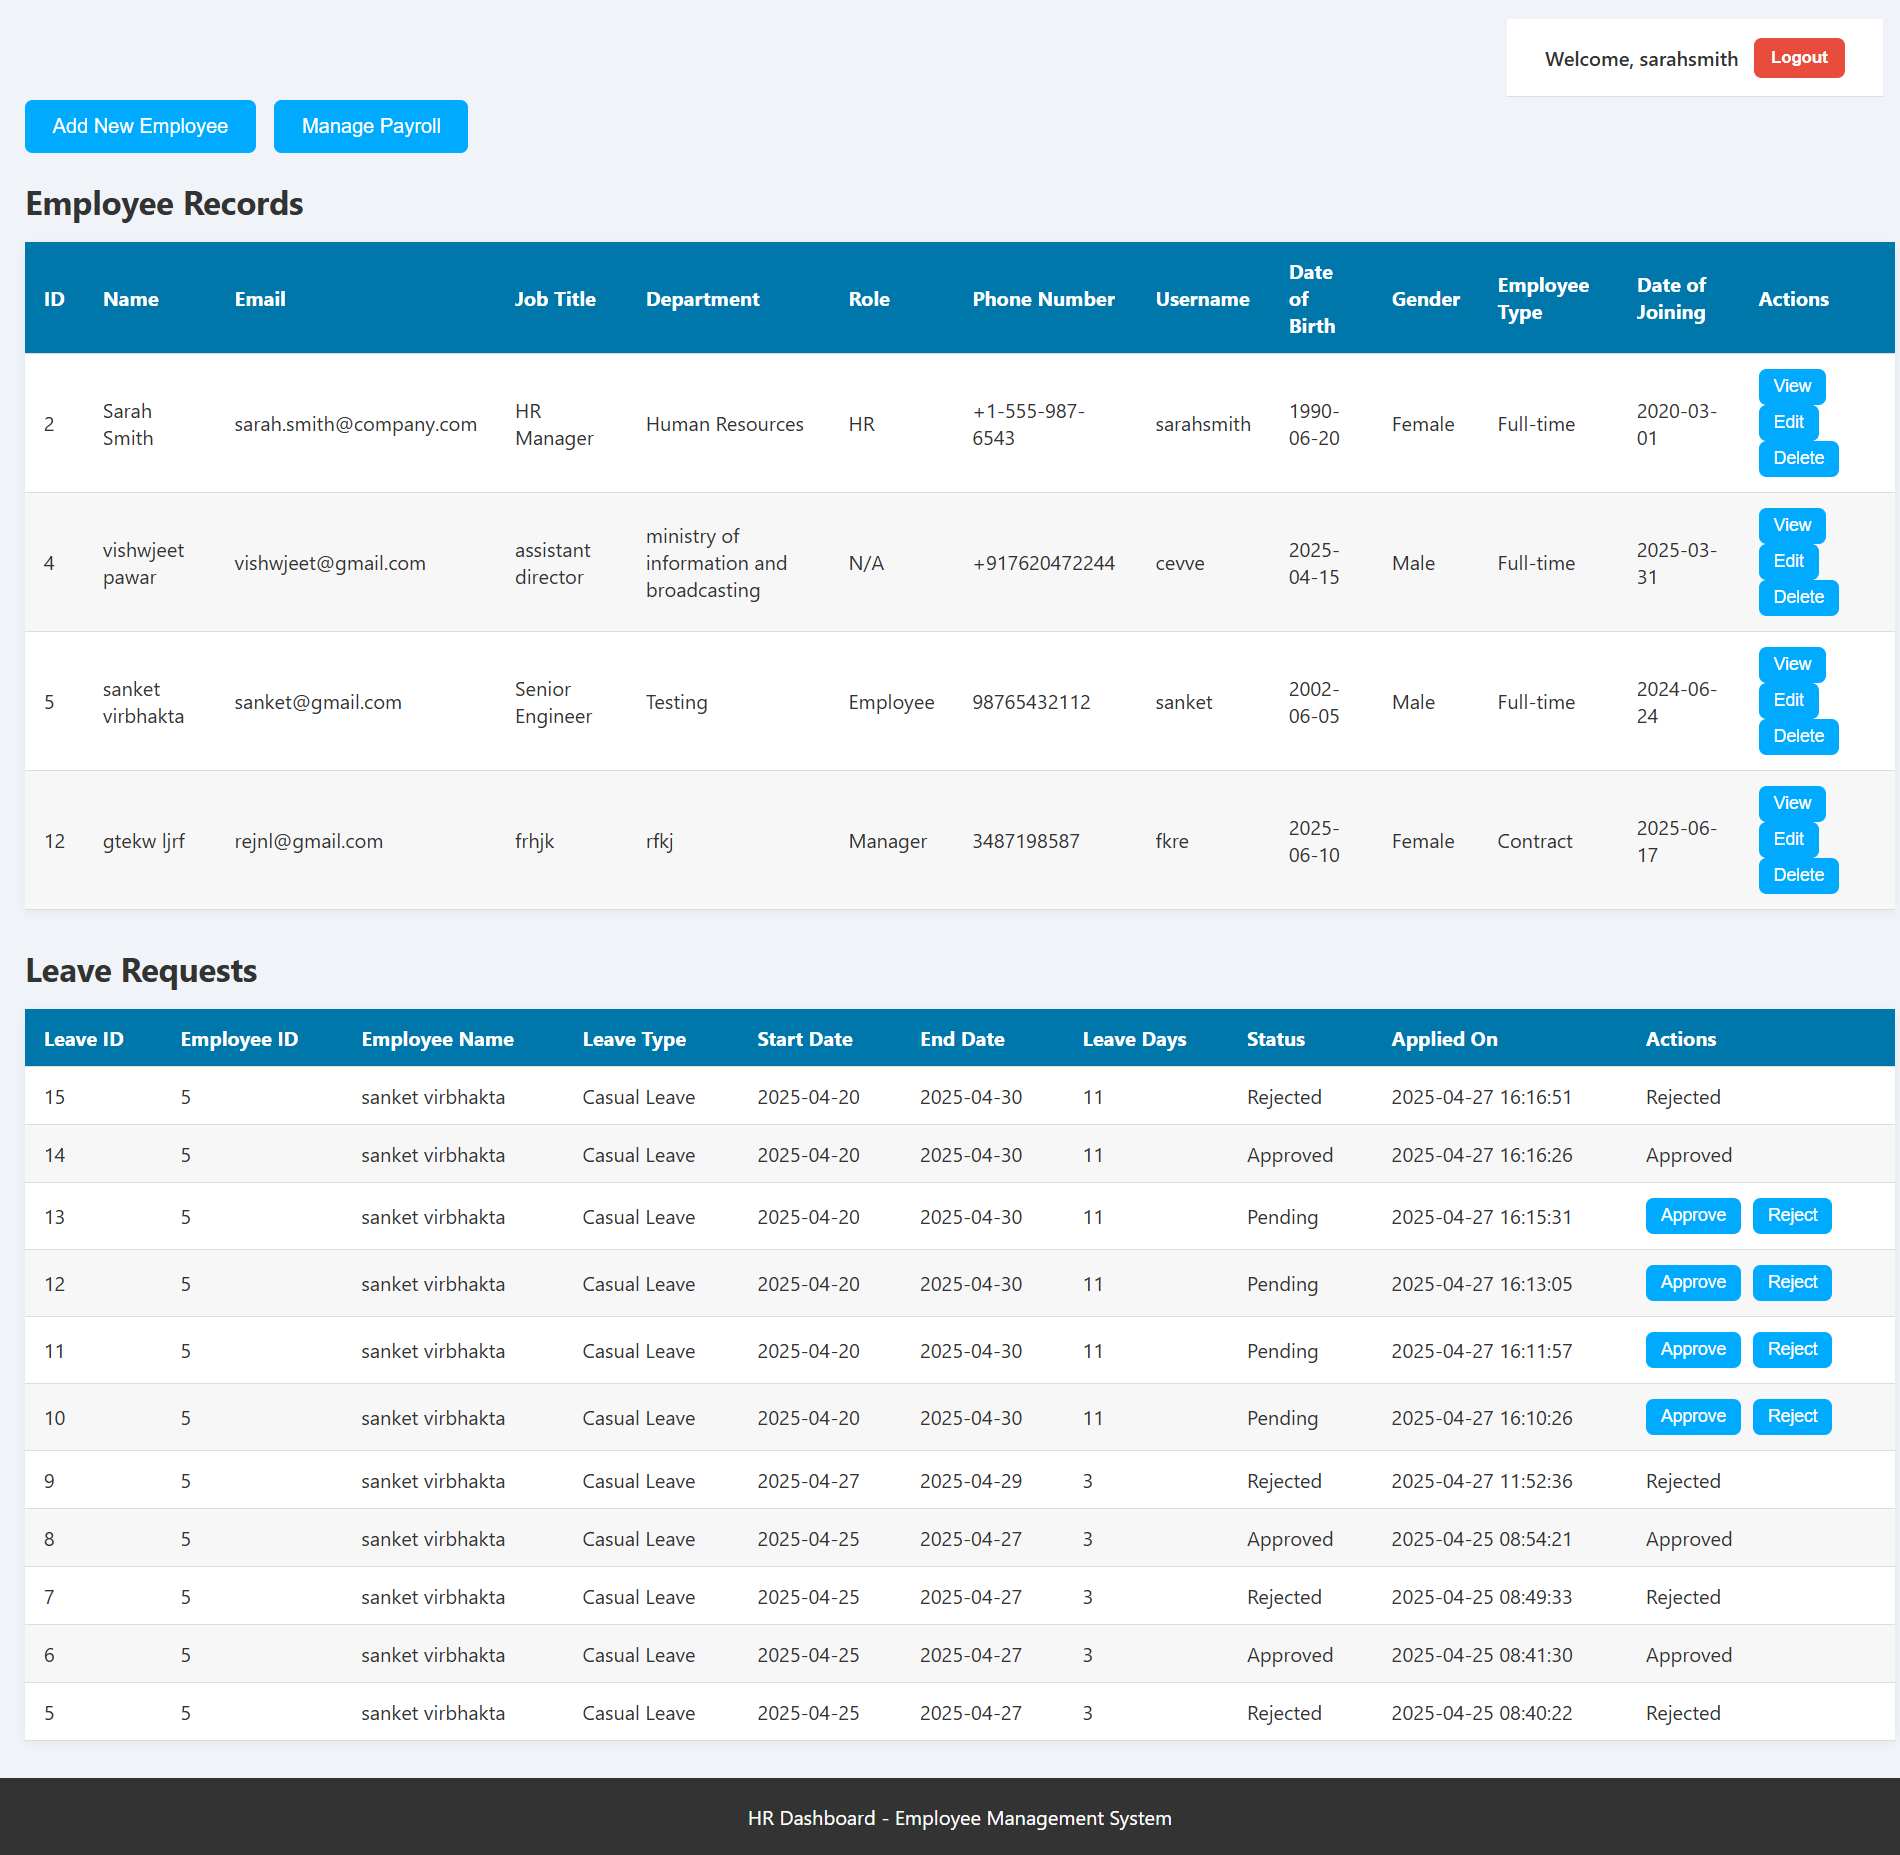 Welcome, sarahsmith Logout
Add New Employee Manage Payroll
Employee Records
ID Name Email Job Title Department Role Phone Number Username Date of Birth Gender Employee Type Date of Joining Actions
2 Sarah Smith sarah.smith@company.com HR Manager Human Resources HR +1-555-987-6543 sarahsmith 1990-06-20 Female Full-time 2020-03-01 View Edit Delete
4 vishwjeet pawar vishwjeet@gmail.com assistant director ministry of information and broadcasting N/A +917620472244 cevve 2025-04-15 Male Full-time 2025-03-31 View Edit Delete
5 sanket virbhakta sanket@gmail.com Senior Engineer Testing Employee 98765432112 sanket 2002-06-05 Male Full-time 2024-06-24 View Edit Delete
12 gtekw ljrf rejnl@gmail.com frhjk rfkj Manager 3487198587 fkre 2025-06-10 Female Contract 2025-06-17 View Edit Delete
Leave Requests
Leave ID Employee ID Employee Name Leave Type Start Date End Date Leave Days Status Applied On Actions
15 5 sanket virbhakta Casual Leave 2025-04-20 2025-04-30 11 Rejected 2025-04-27 16:16:51 Rejected
14 5 sanket virbhakta Casual Leave 2025-04-20 2025-04-30 11 Approved 2025-04-27 16:16:26 Approved
13 5 sanket virbhakta Casual Leave 2025-04-20 2025-04-30 11 Pending 2025-04-27 16:15:31 Approve Reject
12 5 sanket virbhakta Casual Leave 2025-04-20 2025-04-30 11 Pending 2025-04-27 16:13:05 Approve Reject
11 5 sanket virbhakta Casual Leave 2025-04-20 2025-04-30 11 Pending 2025-04-27 16:11:57 Approve Reject
10 5 sanket virbhakta Casual Leave 2025-04-20 2025-04-30 11 Pending 2025-04-27 16:10:26 Approve Reject
9 5 sanket virbhakta Casual Leave 2025-04-27 2025-04-29 3 Rejected 2025-04-27 11:52:36 Rejected
8 5 sanket virbhakta Casual Leave 2025-04-25 2025-04-27 3 Approved 2025-04-25 08:54:21 Approved
7 5 sanket virbhakta Casual Leave 2025-04-25 2025-04-27 3 Rejected 2025-04-25 08:49:33 Rejected
6 5 sanket virbhakta Casual Leave 2025-04-25 2025-04-27 3 Approved 2025-04-25 08:41:30 Approved
5 5 sanket virbhakta Casual Leave 2025-04-25 2025-04-27 3 Rejected 2025-04-25 08:40:22 Rejected
HR Dashboard - Employee Management System